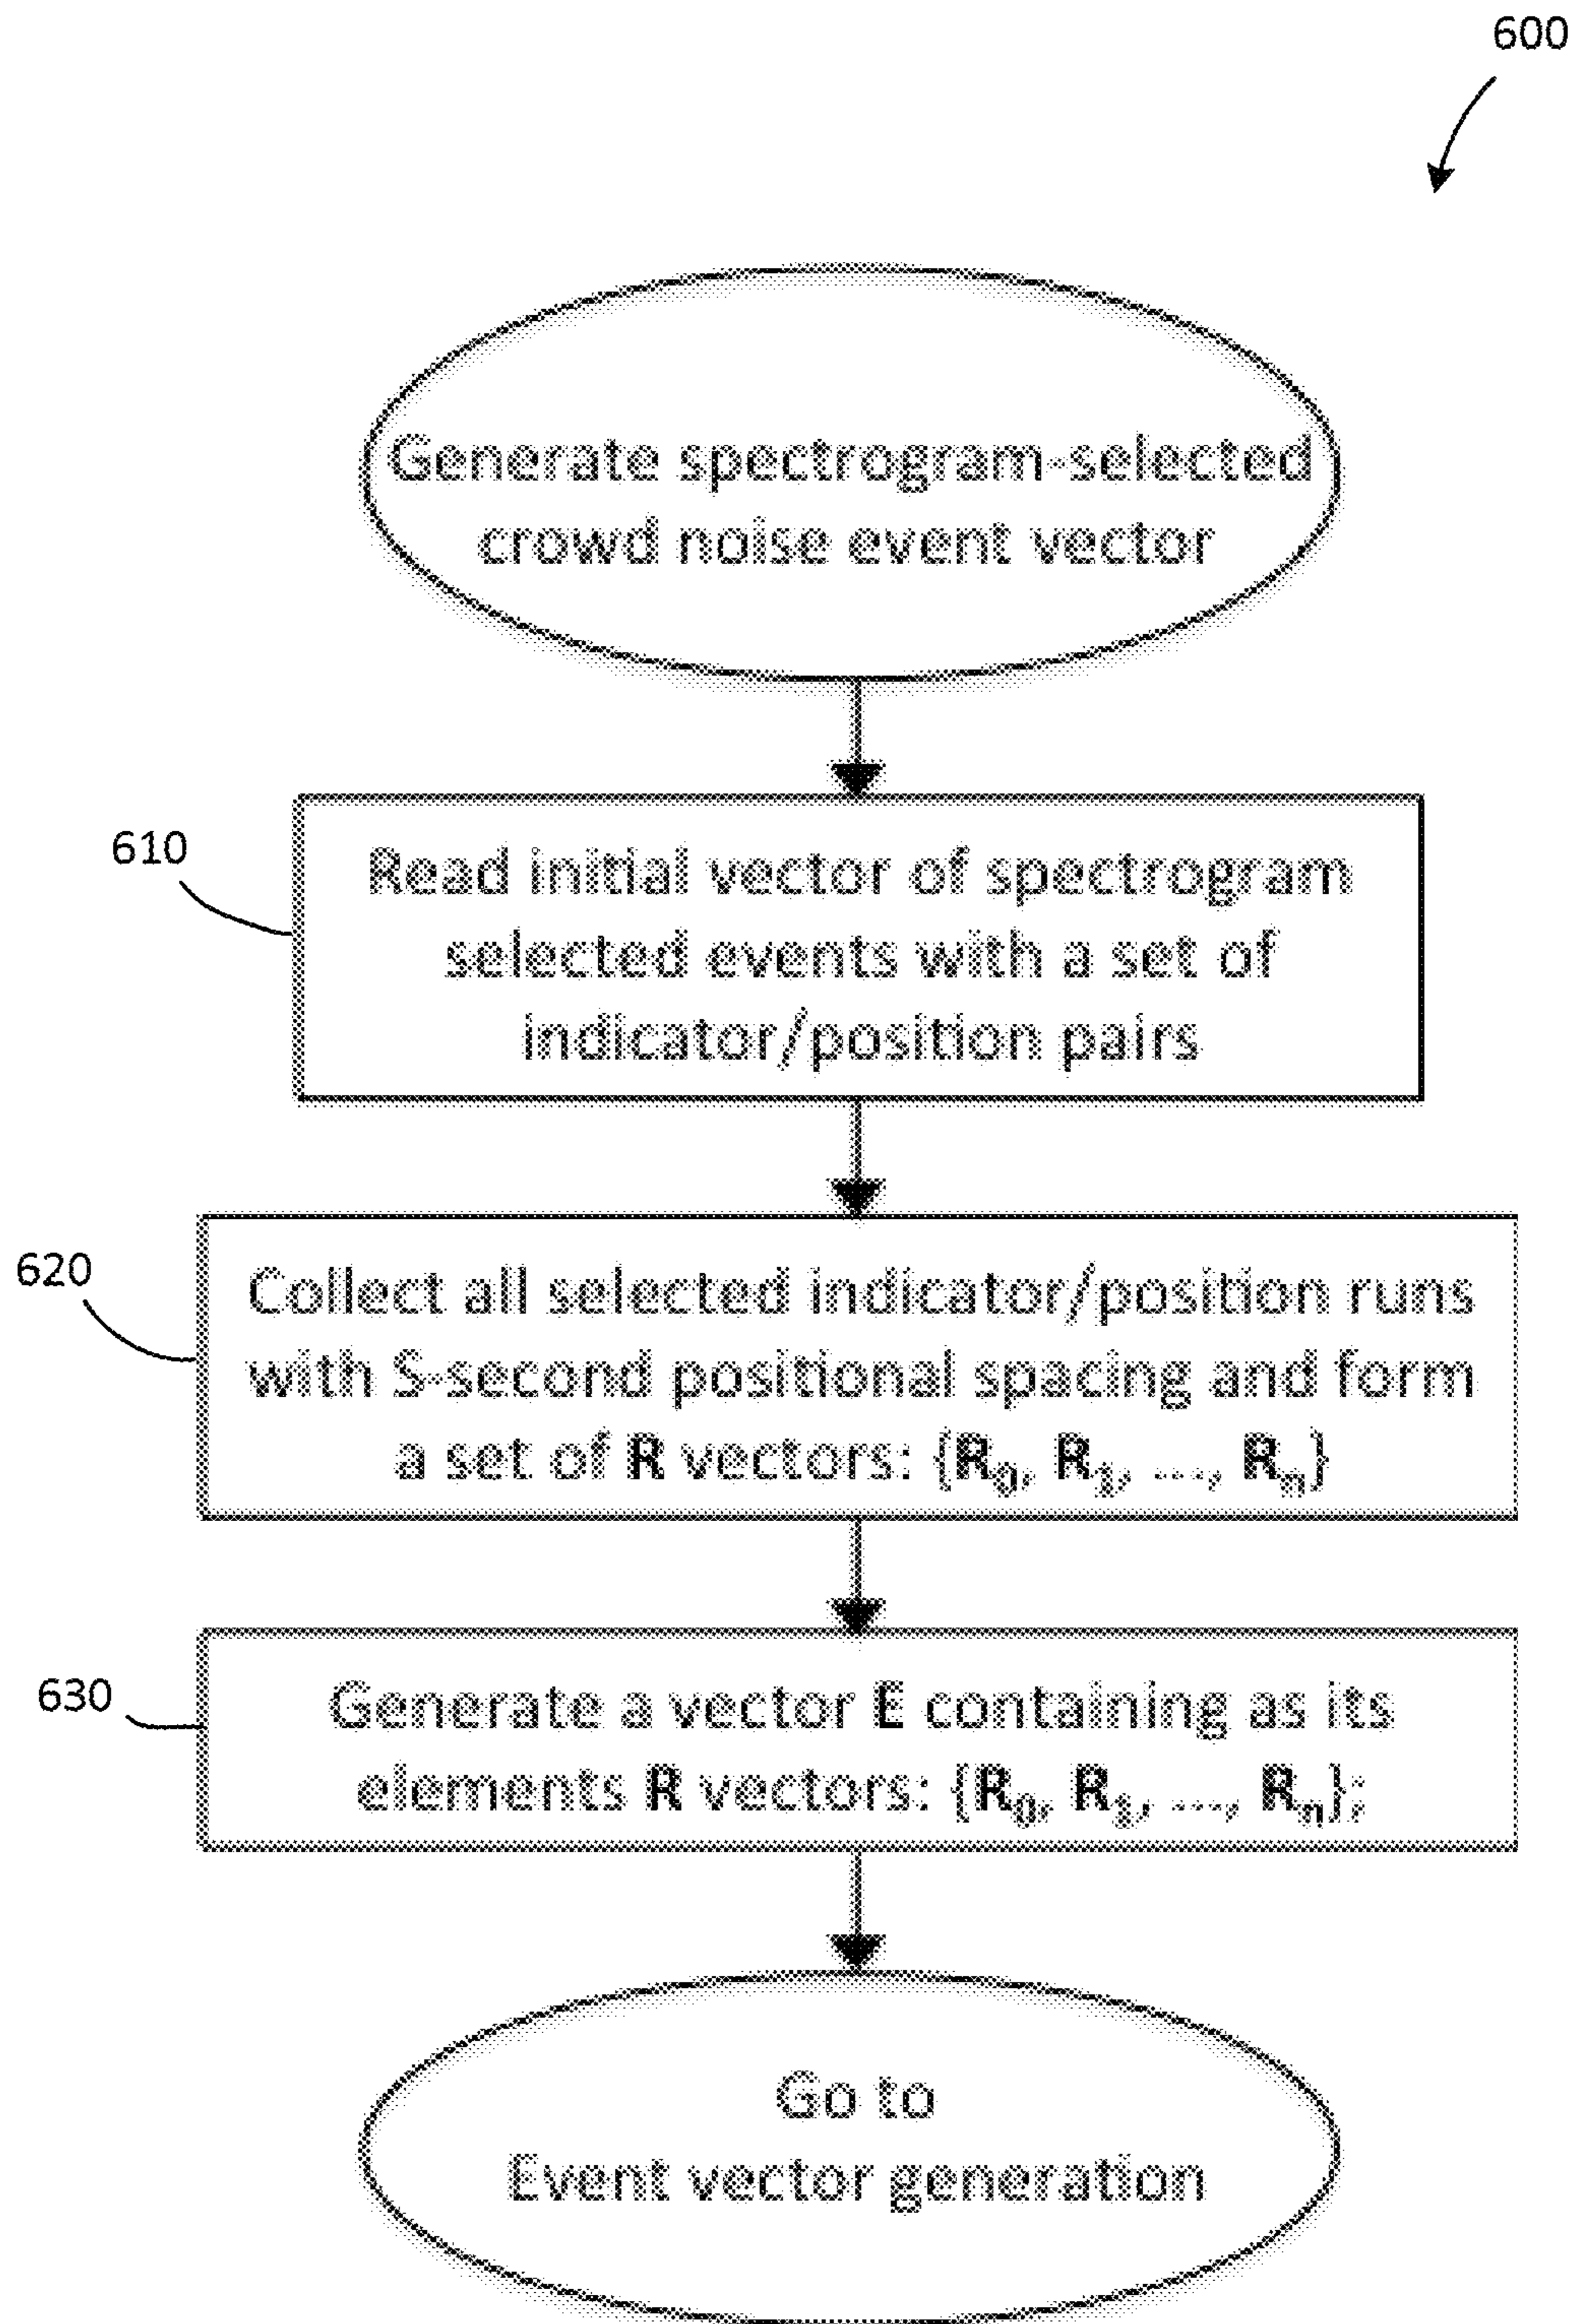 600
Generate spectrogram-selected
crowd noise event vector
610
Read initial vector of spectrogram
selected events with a set of
indicator/position pairs
620
Collect all selected indicator/position runs
with S-second positional spacing and form
a set of R vectors: {R₀, R₁, ..., Rₙ}
630
Generate a vector E containing as its
elements R vectors: {R₀, R₁, ..., Rₙ};
Go to
Event vector generation